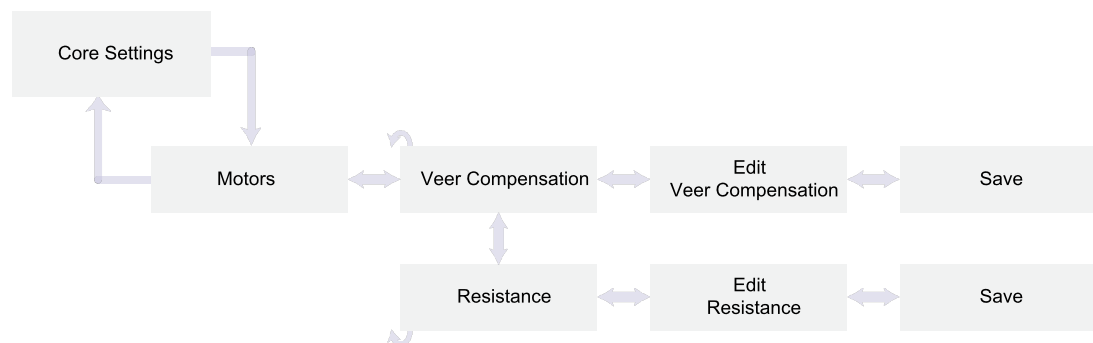 Core Settings
Motors
Veer Compensation
Edit
Veer Compensation
Save
Resistance
Edit
Resistance
Save